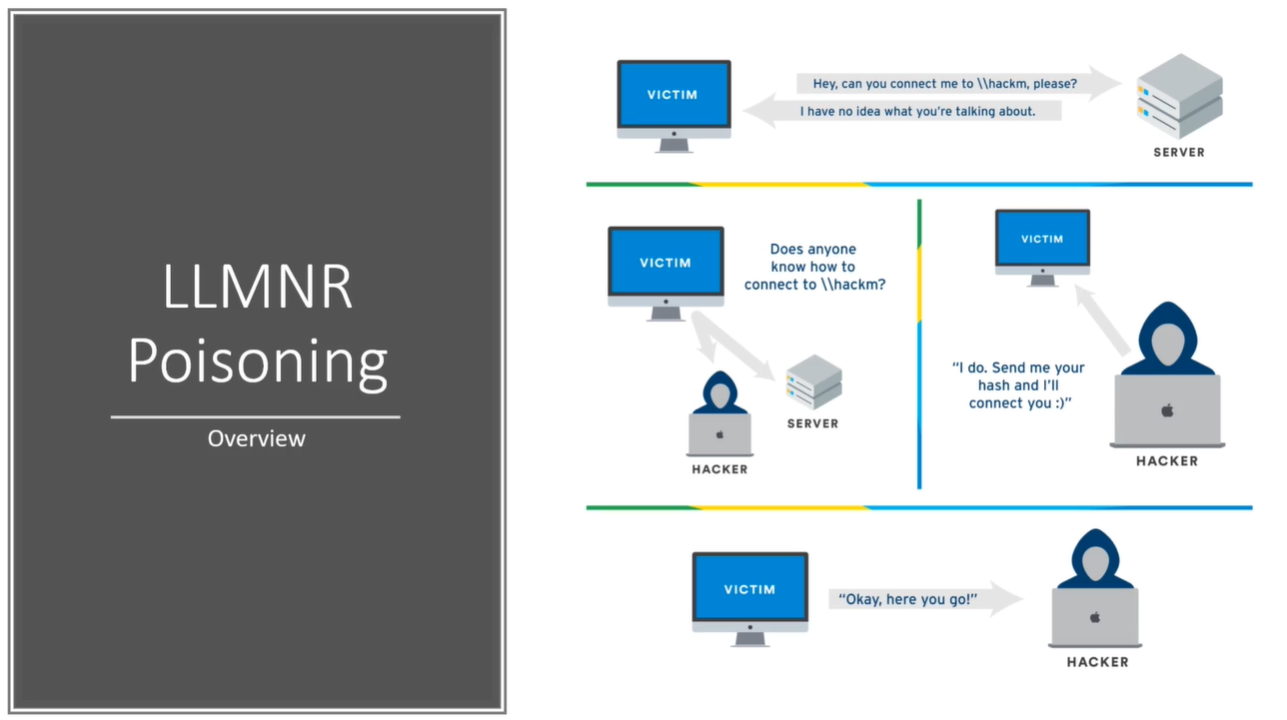 LLMNR
Poisoning
Overview
VICTIM
Hey, can you connect me to \\hackm, please?
I have no idea what you're talking about.
SERVER
VICTIM
Does anyone
know how to
connect to \\hackm?
HACKER
SERVER
VICTIM
“I do. Send me your
hash and I'll
connect you :)”
HACKER
VICTIM
“Okay, here you go!”
HACKER